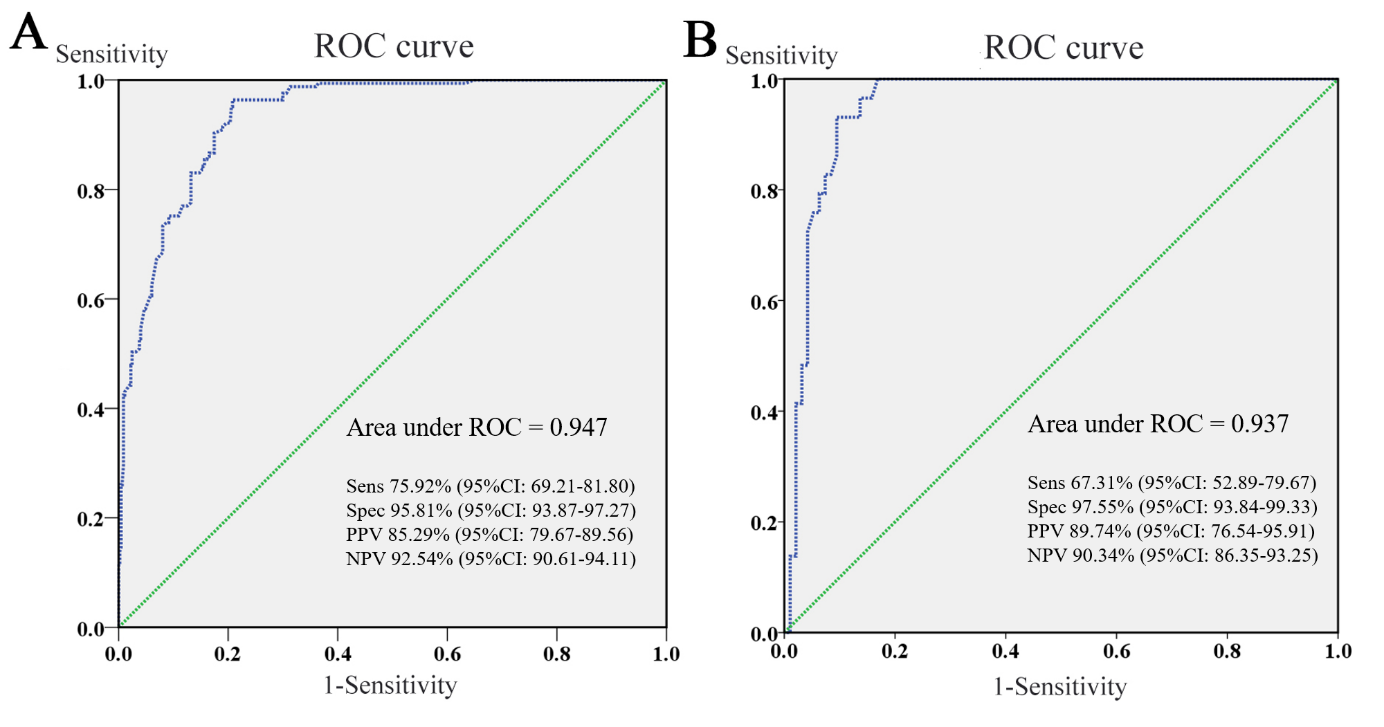 A
Sensitivity
ROC curve
1.0
0.8
0.6
0.4
0.2
0.0
Area under ROC = 0.947
Sens 75.92% (95%CI: 69.21-81.80)
Spec 95.81% (95%CI: 93.87-97.27)
PPV 85.29% (95%CI: 79.67-89.56)
NPV 92.54% (95%CI: 90.61-94.11)
0.0 0.2 0.4 0.6 0.8 1.0
1-Sensitivity
B
Sensitivity
ROC curve
1.0
0.8
0.6
0.4
0.2
0.0
Area under ROC = 0.937
Sens 67.31% (95%CI: 52.89-79.67)
Spec 97.55% (95%CI: 93.84-99.33)
PPV 89.74% (95%CI: 76.54-95.91)
NPV 90.34% (95%CI: 86.35-93.25)
0.0 0.2 0.4 0.6 0.8 1.0
1-Sensitivity